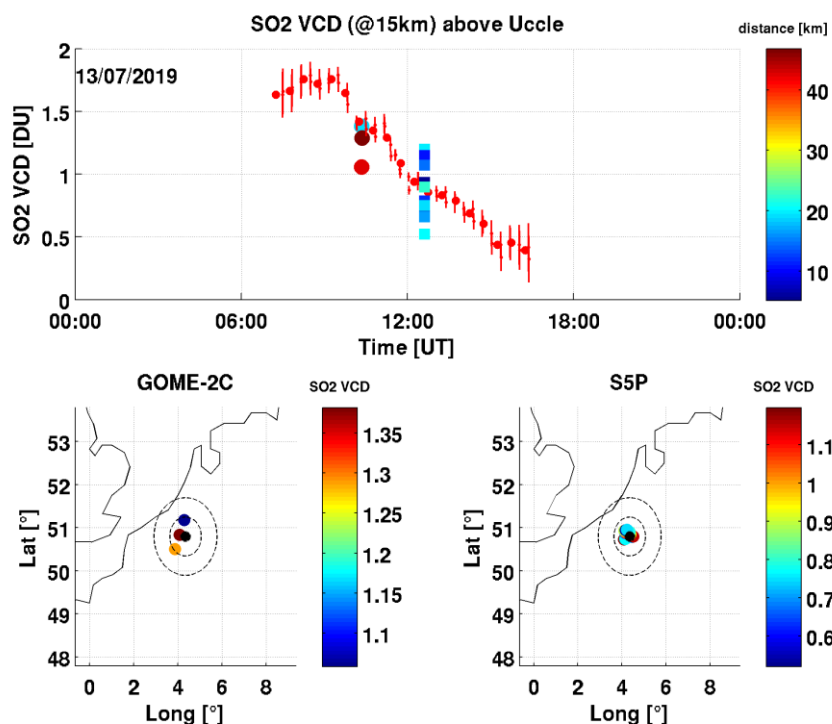 SO2 VCD (@15km) above Uccle
distance [km]
13/07/2019
SO2 VCD [DU]
2
1.5
1
0.5
0
00:00 06:00 12:00 18:00 00:00
Time [UT]
40
30
20
10
GOME-2C
SO2 VCD
Lat [°]
53
52
51
50
49
48
0 2 4 6 8
Long [°]
1.35
1.3
1.25
1.2
1.15
1.1
S5P
SO2 VCD
Lat [°]
53
52
51
50
49
48
0 2 4 6 8
Long [°]
1.1
1
0.9
0.8
0.7
0.6